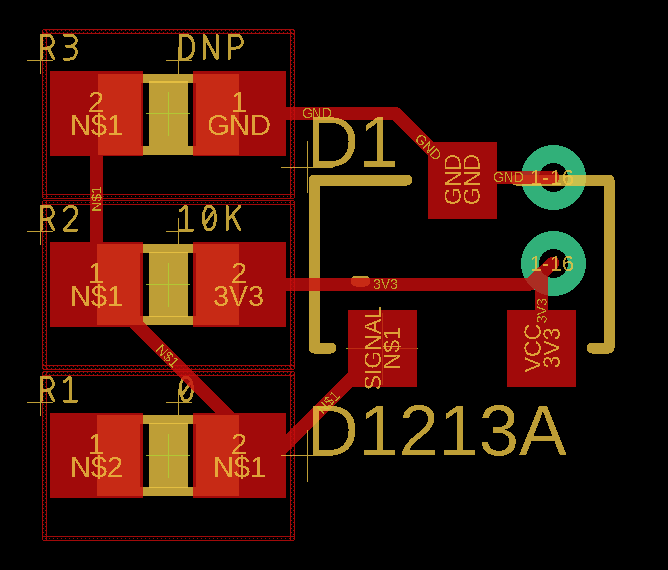 R3 DNP
2
N$1
1
GND
GND
D1
GND
GND
GND
GND
1-16
N$1
R2 10K
1
N$1
2
3V3
3V3
1-16
3V3
N$1
SIGNAL
N$1
VCC
3V3
R1 0
N$1
1
N$2
2
N$1
D1213A